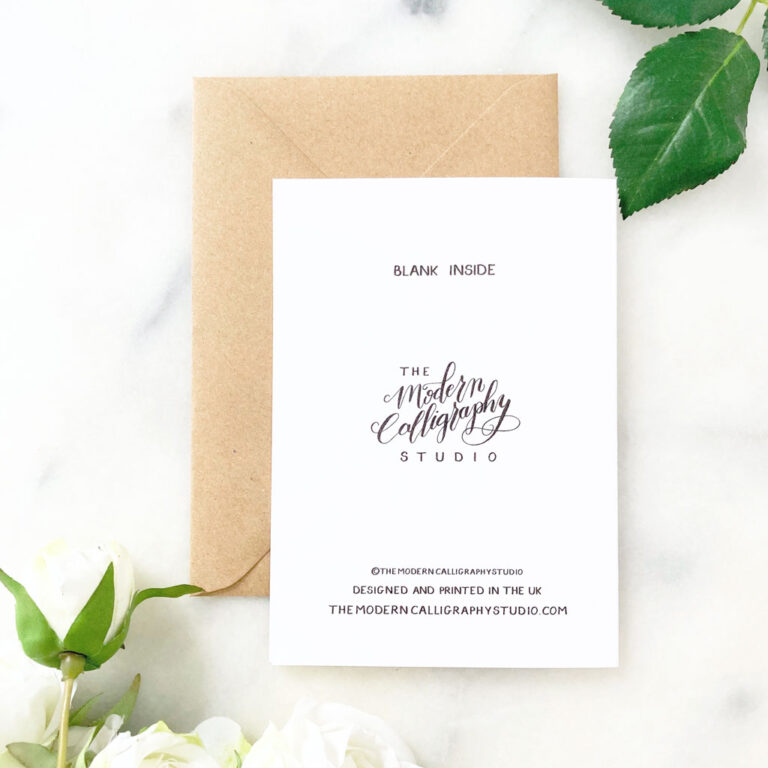 BLANK INSIDE
THE
Modern
Calligraphy
STUDIO
©THEMODERNCALLIGRAPHYSTUDIO
DESIGNED AND PRINTED IN THE UK
THEMODERNCALLIGRAPHYSTUDIO.COM